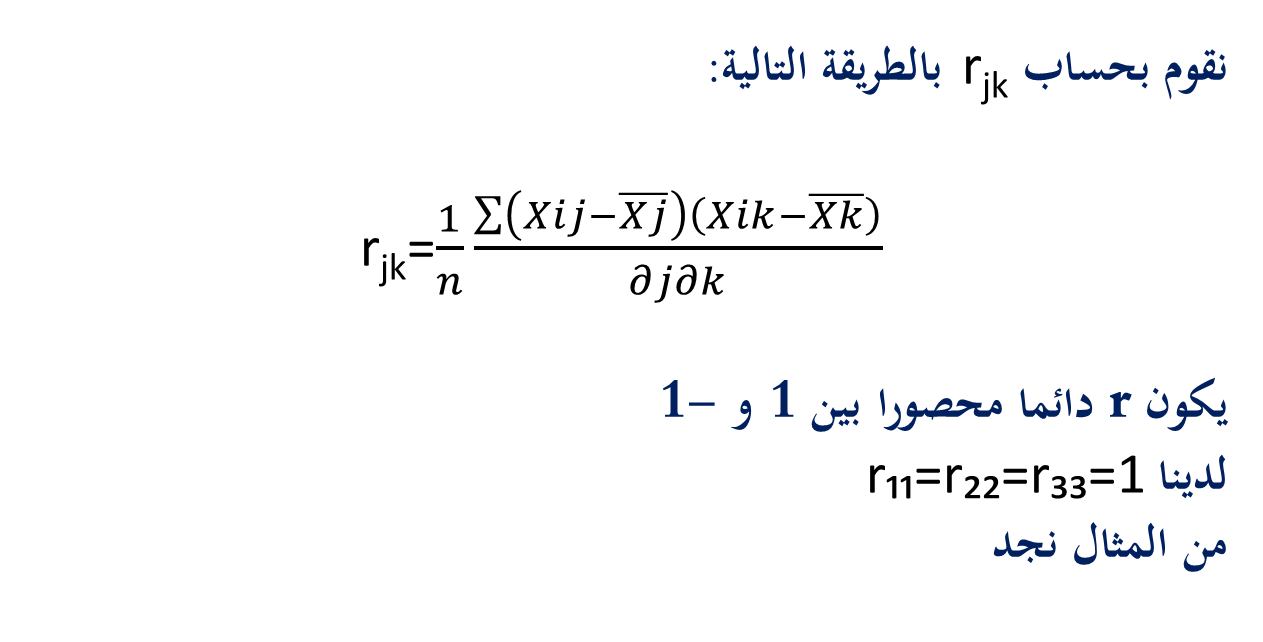 نقوم بحساب rjk بالطريقة التالية:
rjk=1/n ∑(Xij−X̅j̅)(Xik−X̅k̅)/∂j∂k
يكون r دائما محصورا بين 1 و −1
لدينا r₁₁=r₂₂=r₃₃=1
من المثال نجد